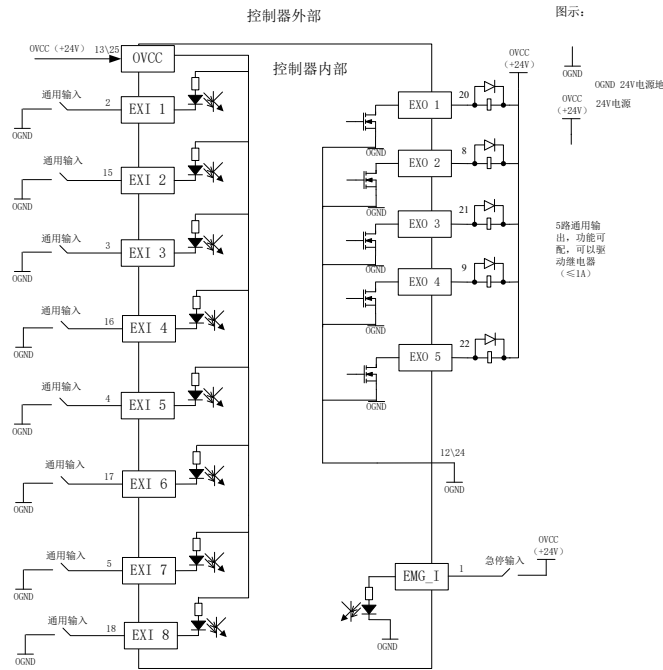 控制器外部
图示:
OVCC (+24V)
13\25
OVCC
控制器内部
通用输入
2
EXI 1
OGND
通用输入
15
EXI 2
OGND
通用输入
3
EXI 3
OGND
通用输入
16
EXI 4
OGND
通用输入
4
EXI 5
OGND
通用输入
17
EXI 6
OGND
通用输入
5
EXI 7
OGND
通用输入
18
EXI 8
OGND
OVCC
(+24V)
EXO 1
20
OGND
EXO 2
8
OGND
EXO 3
21
OGND
EXO 4
9
OGND
EXO 5
22
OGND
12\24
OGND
EMG_I
1
急停输入
OVCC
(+24V)
OGND
OGND
OGND 24V电源地
OVCC
(+24V)
24V电源
5路通用输
出，功能可
配，可以驱
动继电器
（≤1A）